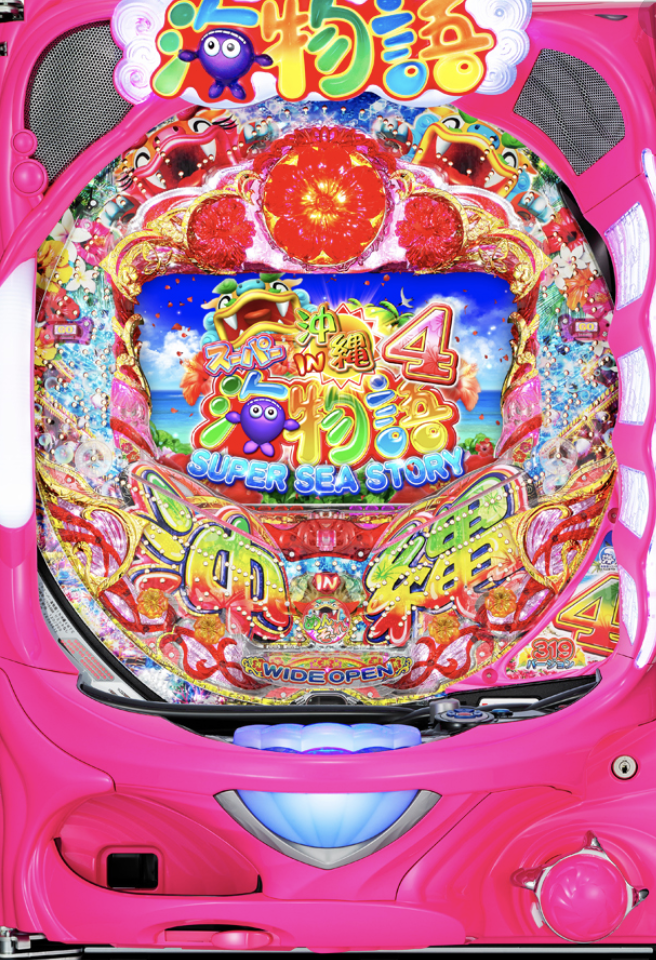 海物語
スーパー
沖
IN 縄
4
海物語
SUPER SEA STORY
沖 IN 縄
WIDE OPEN
4
319
バージョン